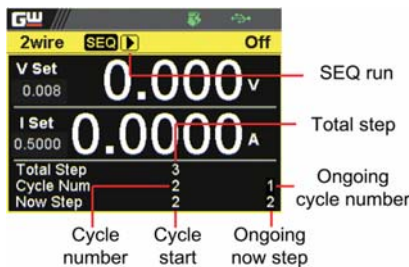 GW
2wire SEQ Off
V Set
0.008
0.000 V
SEQ run
I Set
0.5000
0.0000 A
Total step
Total Step 3
Cycle Num 2 1
Now Step 2 2
Ongoing
cycle number
Cycle
number
Cycle
start
Ongoing
now step